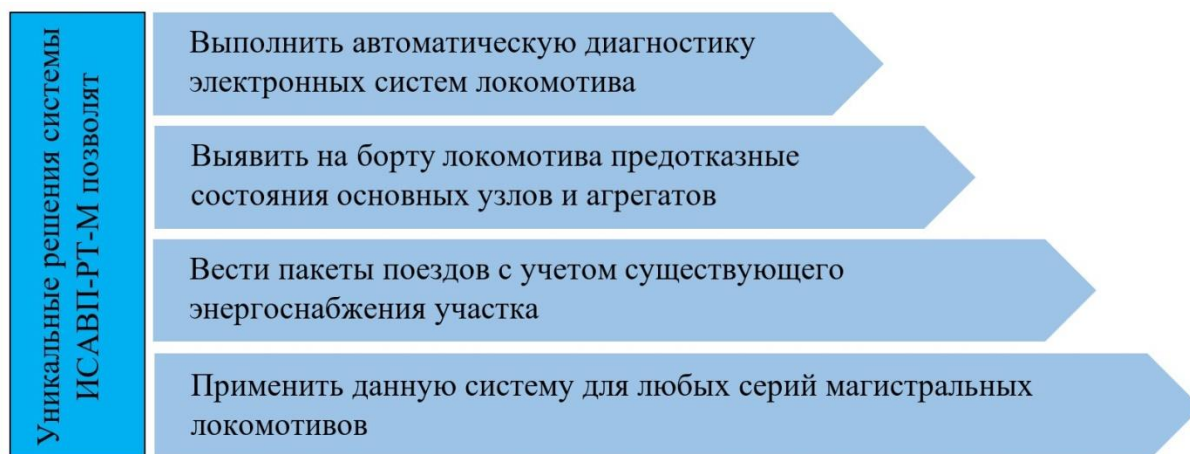 Уникальные решения системы
ИСАВП-РТ-М позволят
Выполнить автоматическую диагностику
электронных систем локомотива
Выявить на борту локомотива предотказные
состояния основных узлов и агрегатов
Вести пакеты поездов с учетом существующего
энергоснабжения участка
Применить данную систему для любых серий магистральных
локомотивов